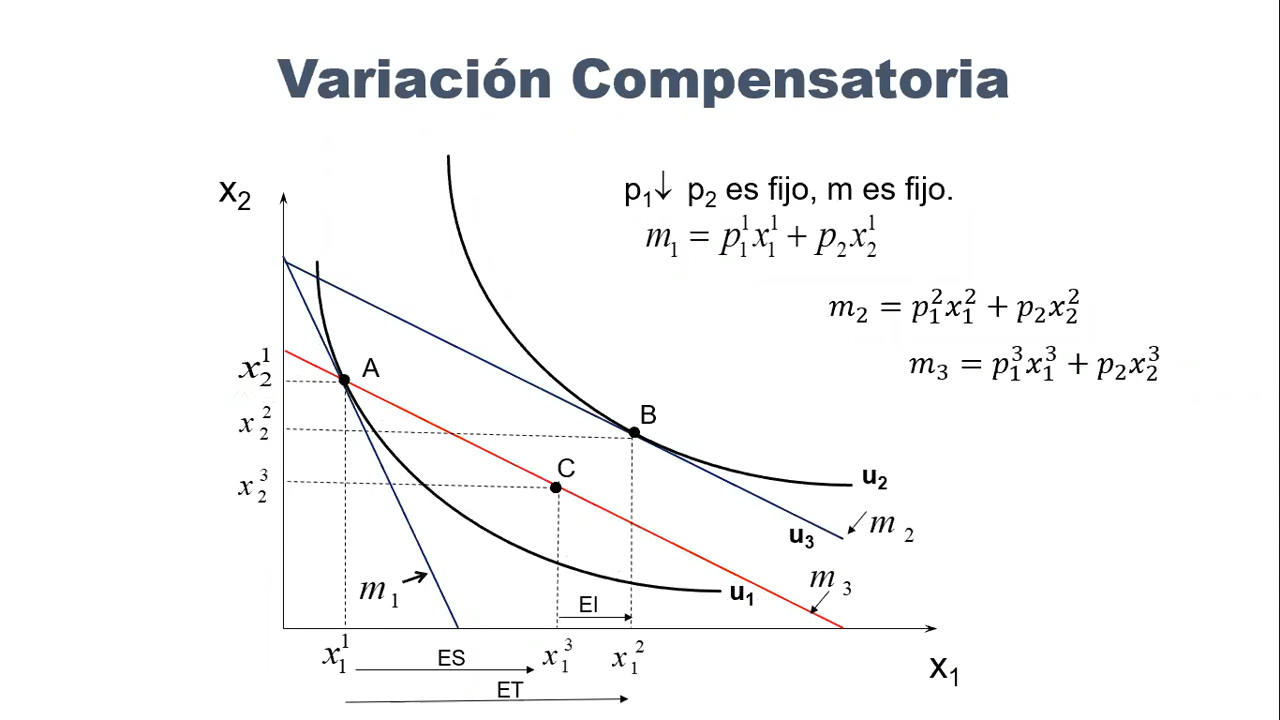 Variación Compensatoria
x₂
p₁↓ p₂ es fijo, m es fijo.
m₁ = p₁¹x₁¹ + p₂x₂¹
m₂ = p₁²x₁² + p₂x₂²
m₃ = p₁³x₁³ + p₂x₂³
x₂¹
A
x₂²
B
x₂³
C
u₂
m₂
u₃
m₃
m₁
u₁
EI
x₁¹
ES
x₁³
x₁²
x₁
ET